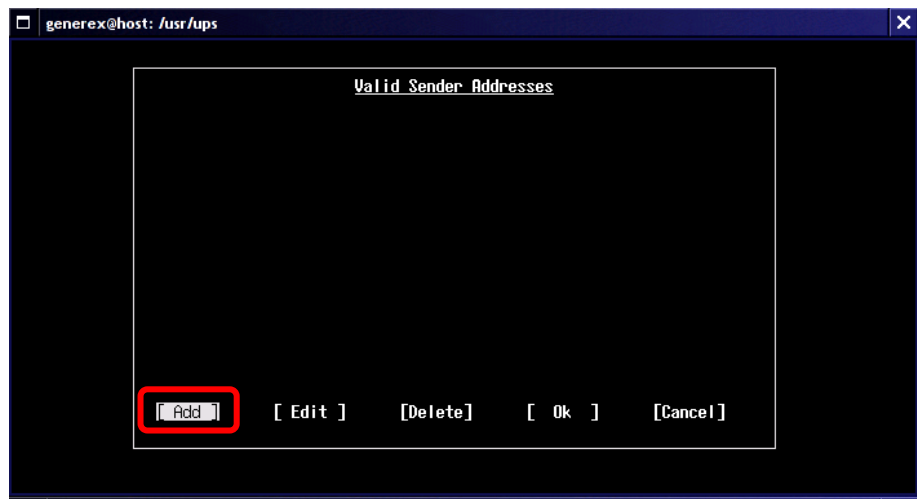 generex@host: /usr/ups
Valid Sender Addresses
[ Add ] [ Edit ] [Delete] [ Ok ] [Cancel]